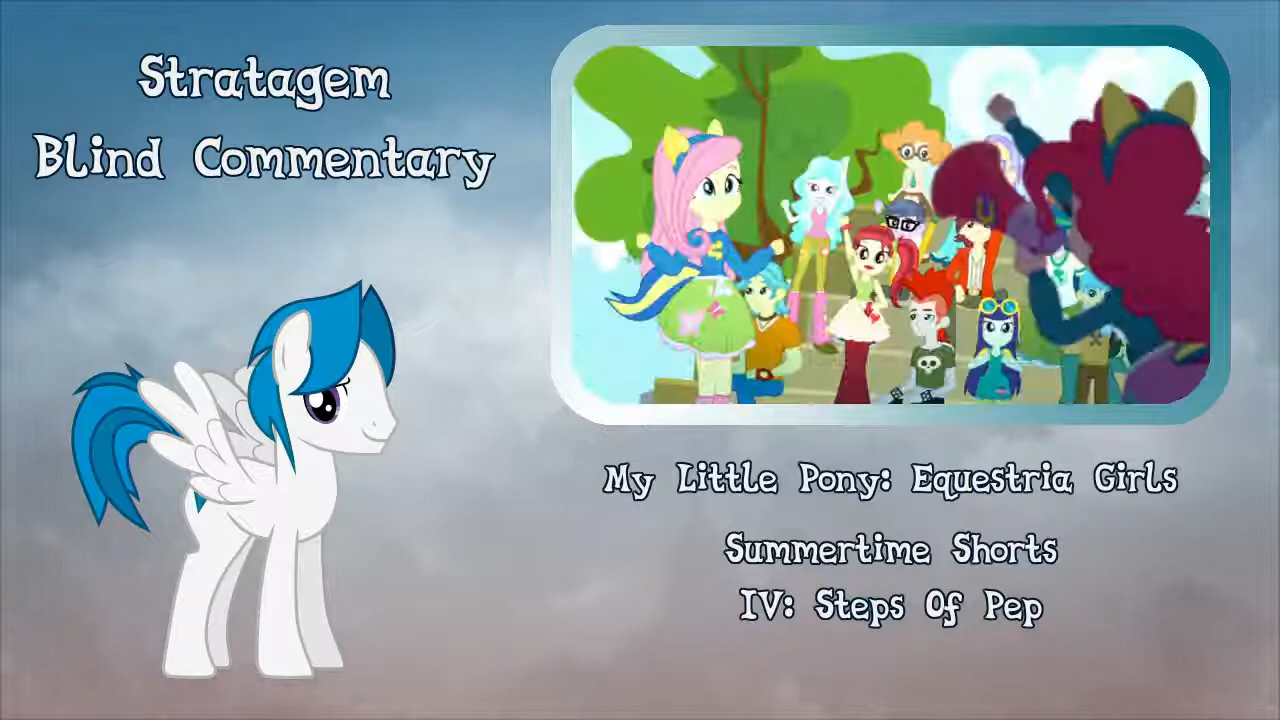 Stratagem
Blind Commentary
My Little Pony: Equestria Girls
Summertime Shorts
IV: Steps Of Pep